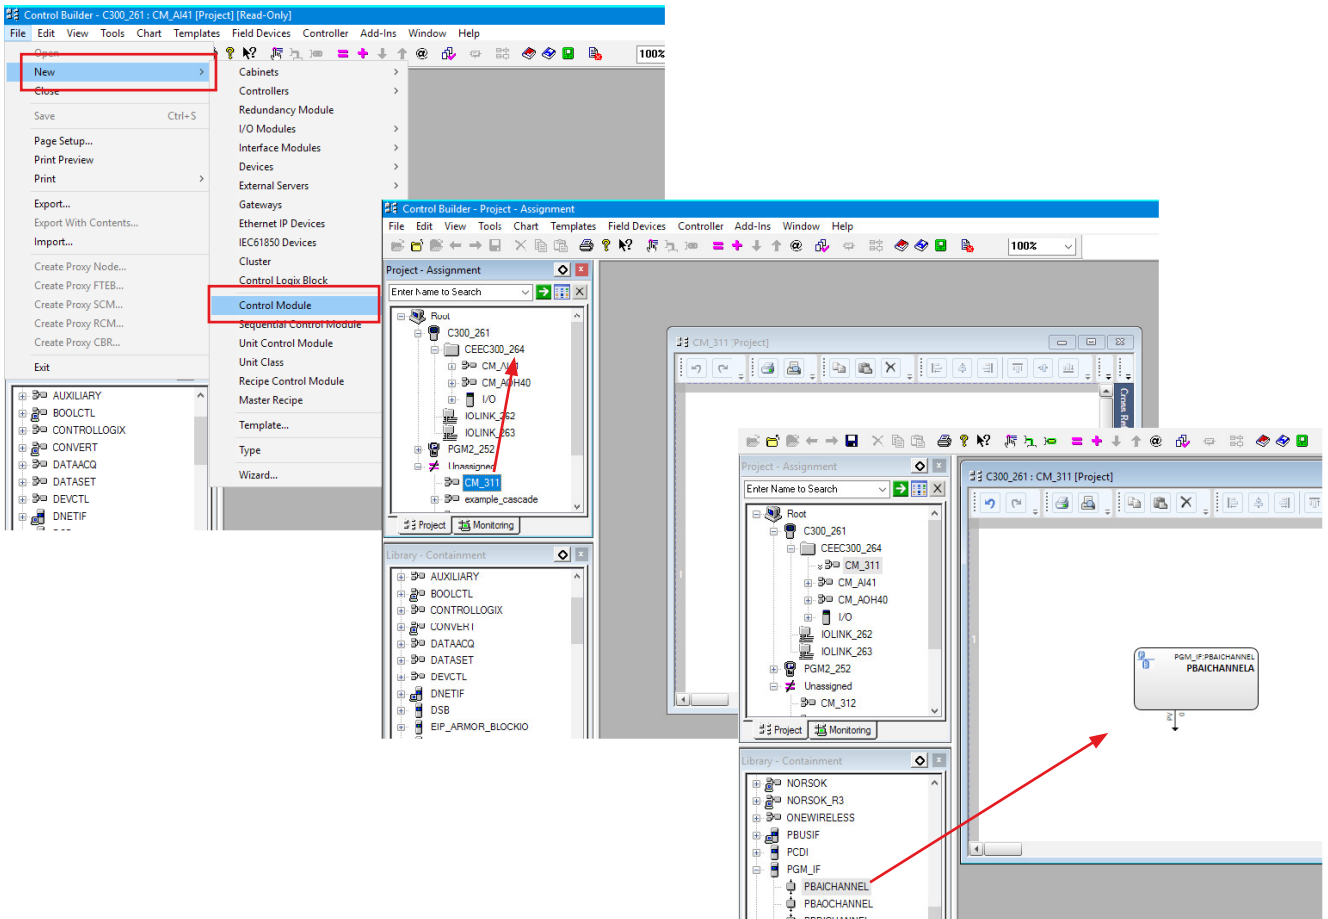 Control Builder - C300_261 : CM_AI41 [Project] [Read-Only]
File Edit View Tools Chart Templates Field Devices Controller Add-Ins Window Help
Open
100%
New
Close
Save Ctrl+S
Page Setup...
Print Preview
Print
Export...
Export With Contents...
Import...
Create Proxy Node...
Create Proxy FTEB...
Create Proxy SCM...
Create Proxy RCM...
Create Proxy CBR...
Exit
Cabinets
Controllers
Redundancy Module
I/O Modules
Interface Modules
Devices
External Servers
Gateways
Ethernet IP Devices
IEC61850 Devices
Cluster
Control Logix Block
Control Module
Sequential Control Module
Unit Control Module
Unit Class
Recipe Control Module
Master Recipe
Template...
Type
Wizard...
AUXILIARY
BOOLCTL
CONTROLLOGIX
CONVERT
DATAACQ
DATASET
DEVCTL
DNETIF
Control Builder - Project - Assignment
File Edit View Tools Chart Templates Field Devices Controller Add-Ins Window Help
100%
Project - Assignment
Enter Name to Search
Root
C300_261
CEEC300_264
CM_AI41
CM_AOH40
I/O
IOLINK_262
IOLINK_263
PGM2_252
Unassigned
CM_311
example_cascade
Project Monitoring
Library - Containment
AUXILIARY
BOOLCTL
CONTROLLOGIX
CONVERT
DATAACQ
DATASET
DEVCTL
DNETIF
DSB
EIP_ARMOR_BLOCKIO
CM_311 [Project]
1
Project - Assignment
Enter Name to Search
Root
C300_261
CEEC300_264
CM_311
CM_AI41
CM_AOH40
I/O
IOLINK_262
IOLINK_263
PGM2_252
Unassigned
CM_312
Project Monitoring
Library - Containment
NORSOK
NORSOK_R3
ONEWIRELESS
PBUSIF
PCDI
PGM_IF
PBAICHANNEL
PBAOCHANNEL
C300_261 : CM_311 [Project]
1
PGM_IF:PBAICHANNEL
PBAICHANNELA
PV